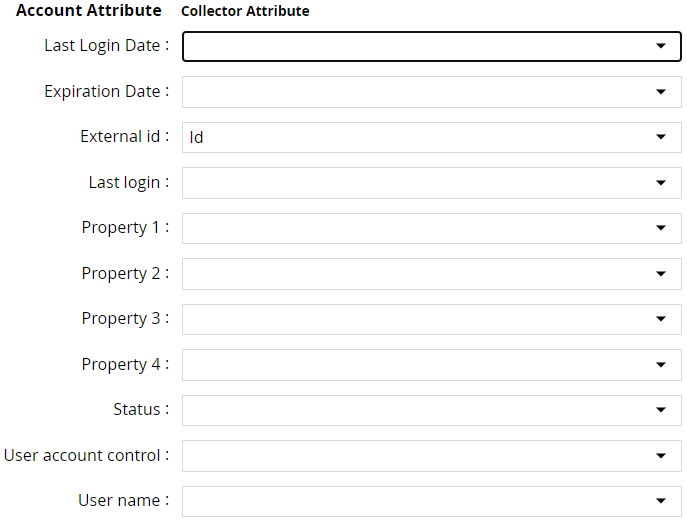 Account Attribute Collector Attribute
Last Login Date :
Expiration Date :
External id : Id
Last login :
Property 1 :
Property 2 :
Property 3 :
Property 4 :
Status :
User account control :
User name :